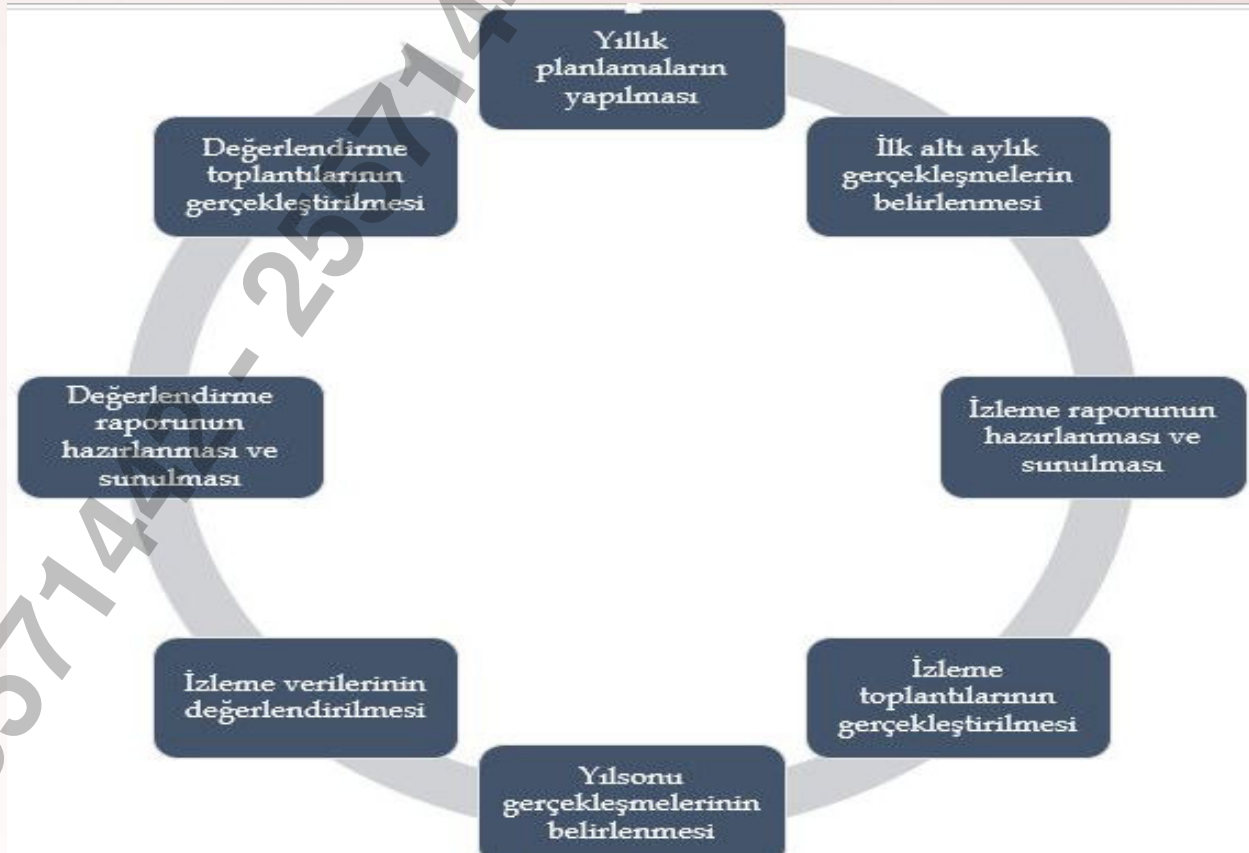 Yıllık
planlamaların
yapılması
İlk altı aylık
gerçekleşmelerin
belirlenmesi
İzleme raporunun
hazırlanması ve
sunulması
İzleme
toplantılarının
gerçekleştirilmesi
Yılsonu
gerçekleşmelerinin
belirlenmesi
İzleme verilerinin
değerlendirilmesi
Değerlendirme
raporunun
hazırlanması ve
sunulması
Değerlendirme
toplantılarının
gerçekleştirilmesi